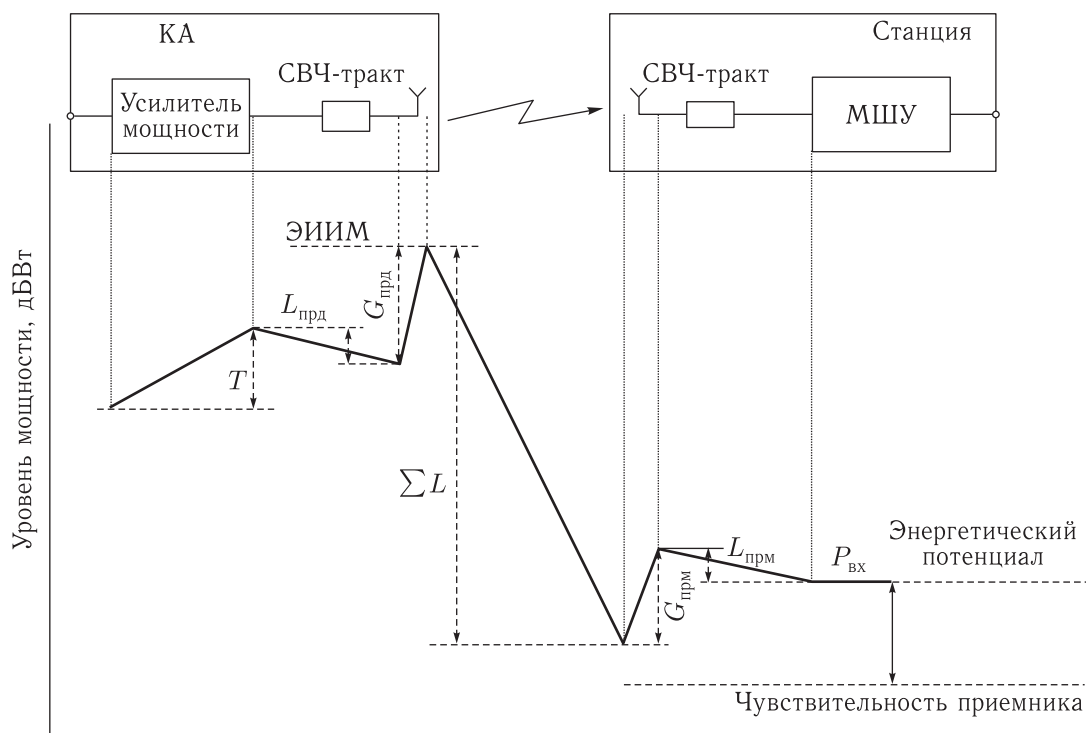 КА
Станция
СВЧ-тракт
СВЧ-тракт
Усилитель
мощности
МШУ
Уровень мощности, дБВт
ЭИИМ
Gпрд
Lпрд
T
∑ L
Энергетический
потенциал
Lпрм
Pвх
Gпрм
Чувствительность приемника